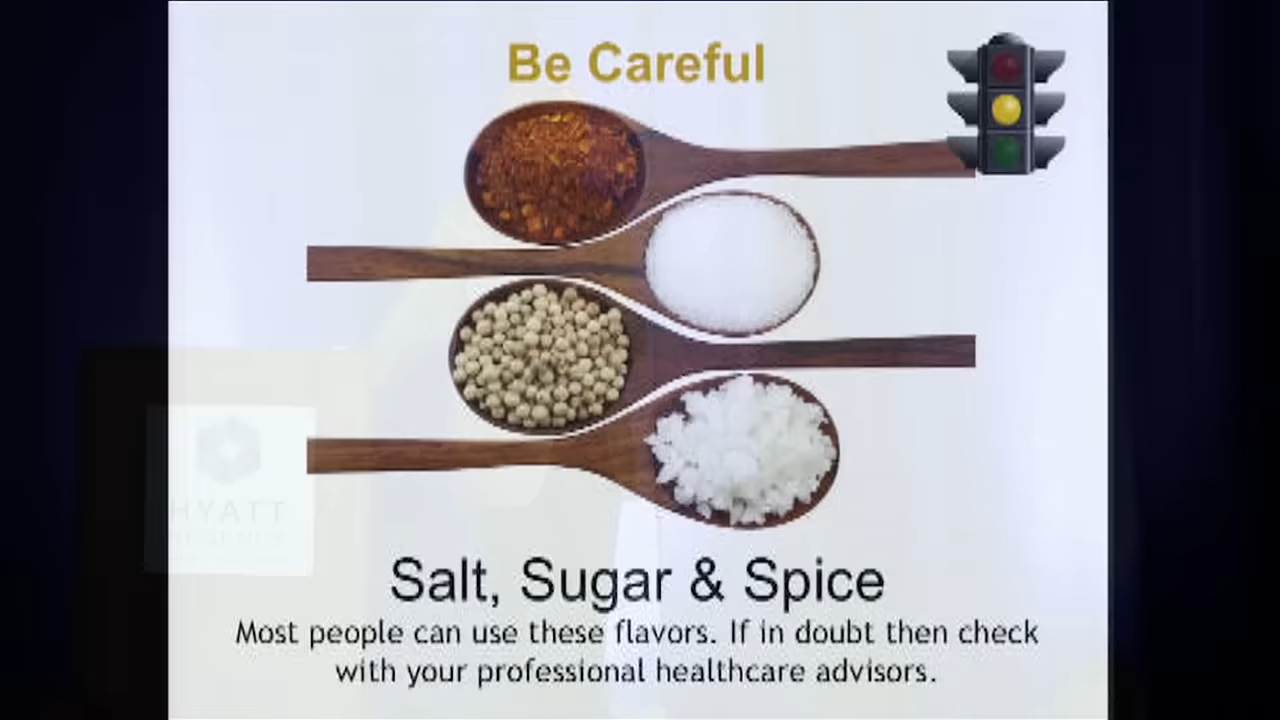 Be Careful
HYATT
Salt, Sugar & Spice
Most people can use these flavors. If in doubt then check
with your professional healthcare advisors.